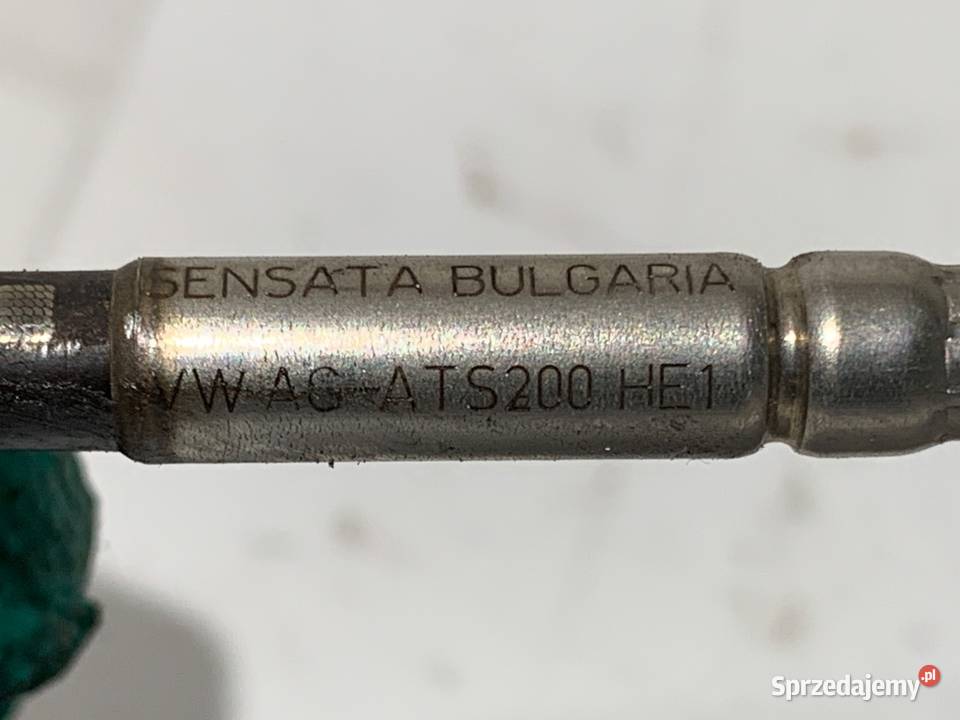 SENSATA BULGARIA
VW AG ATS200 HE1
Sprzedajemy.pl